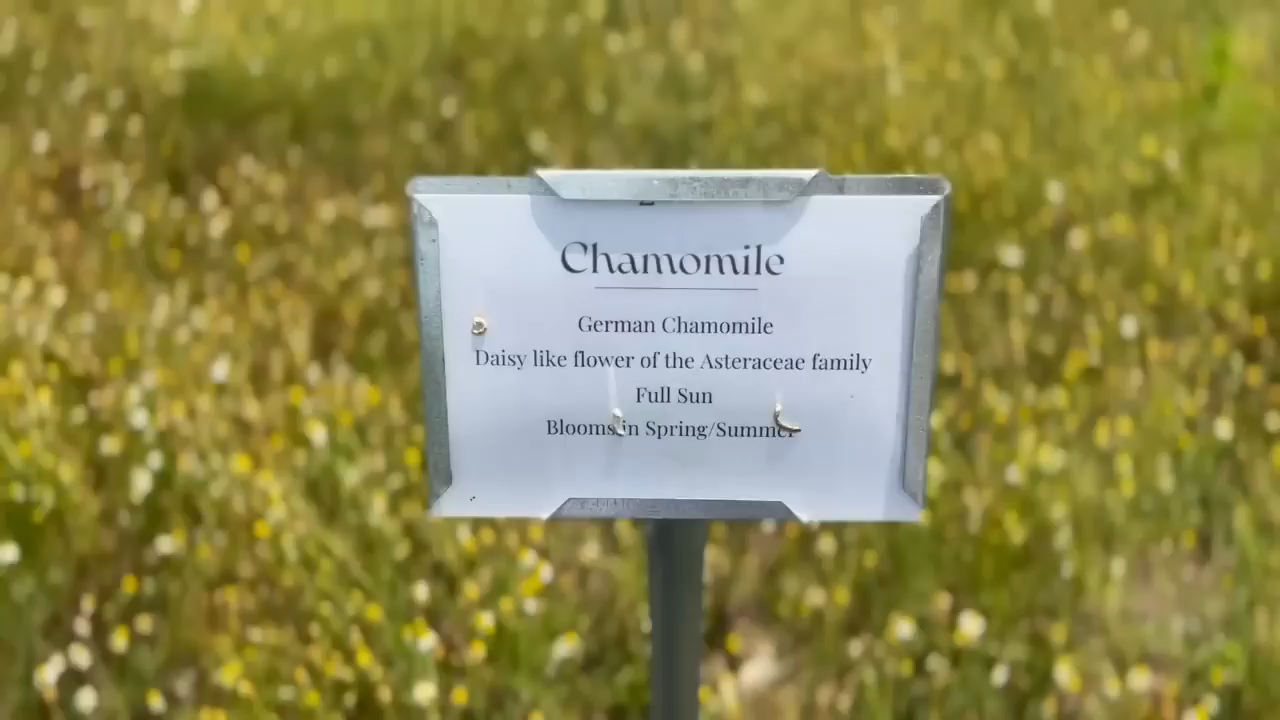 Chamomile
German Chamomile
Daisy like flower of the Asteraceae family
Full Sun
Blooms in Spring/Summer